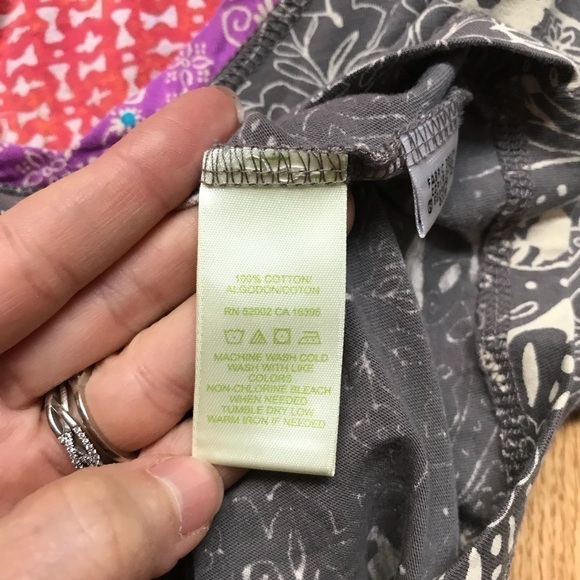 100% COTTON/
ALGODON/COTON
RN 52002 CA 16396
MACHINE WASH COLD
WASH WITH LIKE
COLORS
NON-CHLORINE BLEACH
WHEN NEEDED
TUMBLE DRY LOW
WARM IRON IF NEEDED